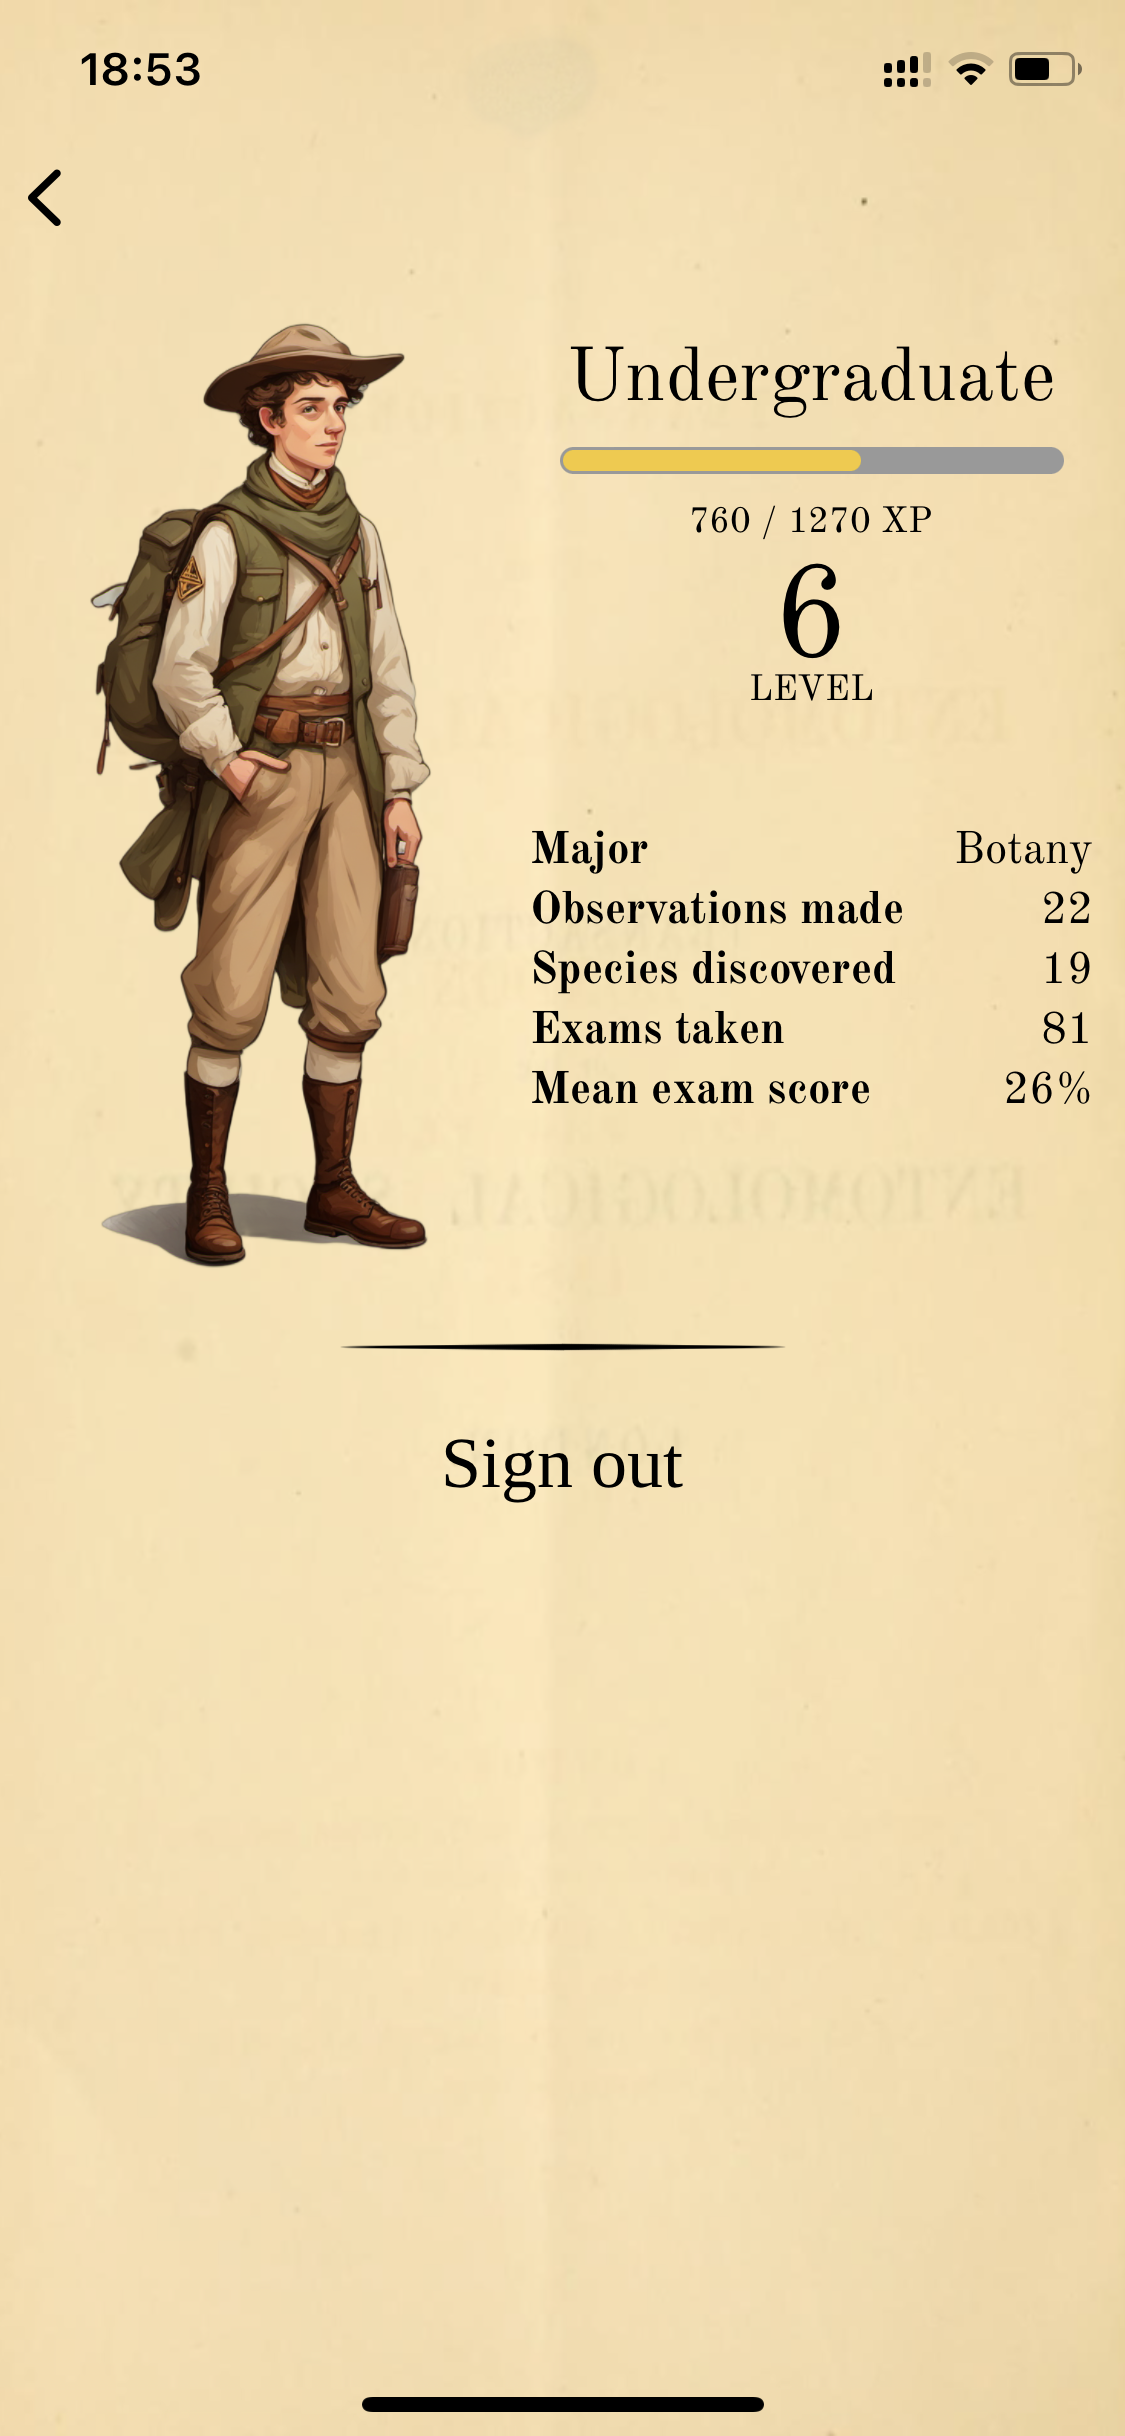 18:53
Undergraduate
760 / 1270 XP
6
LEVEL
Major Botany
Observations made 22
Species discovered 19
Exams taken 81
Mean exam score 26%
ENTOMOLOGICAL
Sign out